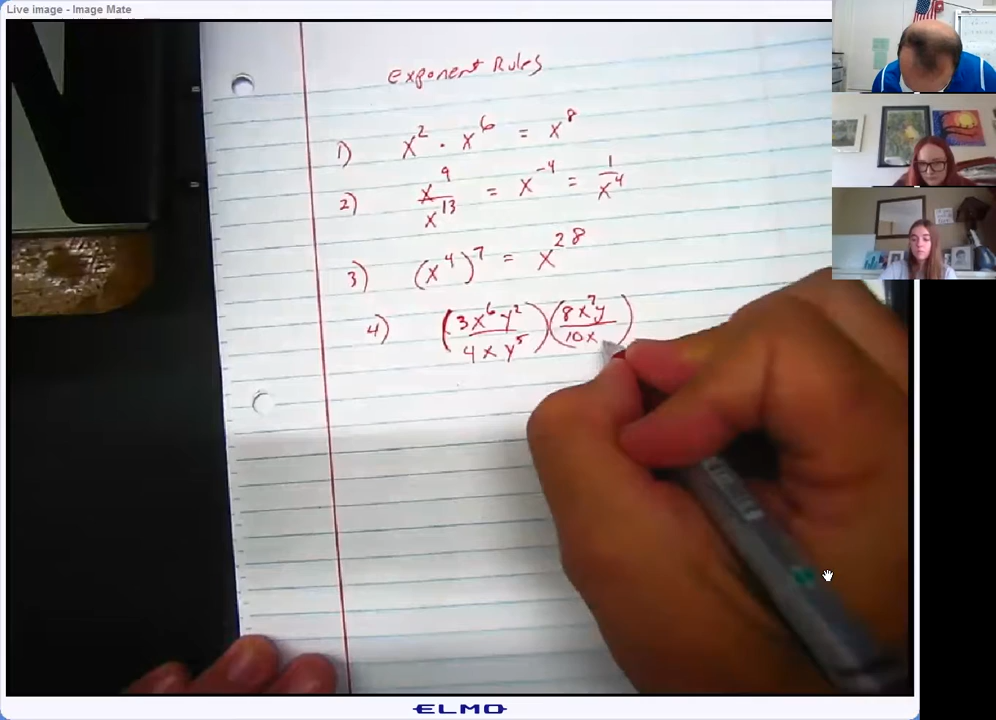 Live image - Image Mate
Exponent Rules
1) x² · x⁶ = x⁸
2) x⁹/x¹³ = x⁻⁴ = 1/x⁴
3) (x⁴)⁷ = x²⁸
4) (3x⁶y²/4xy⁵)(8x⁷y/10x)
ELMO